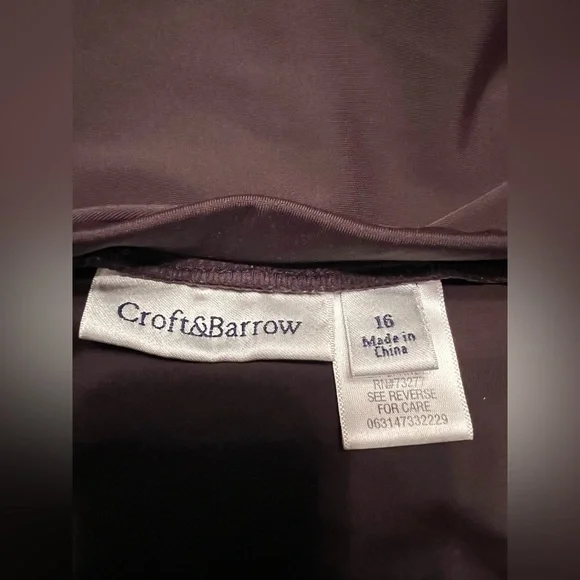 Croft&Barrow
16
Made in
China
RN#73277
SEE REVERSE
FOR CARE
063147332229